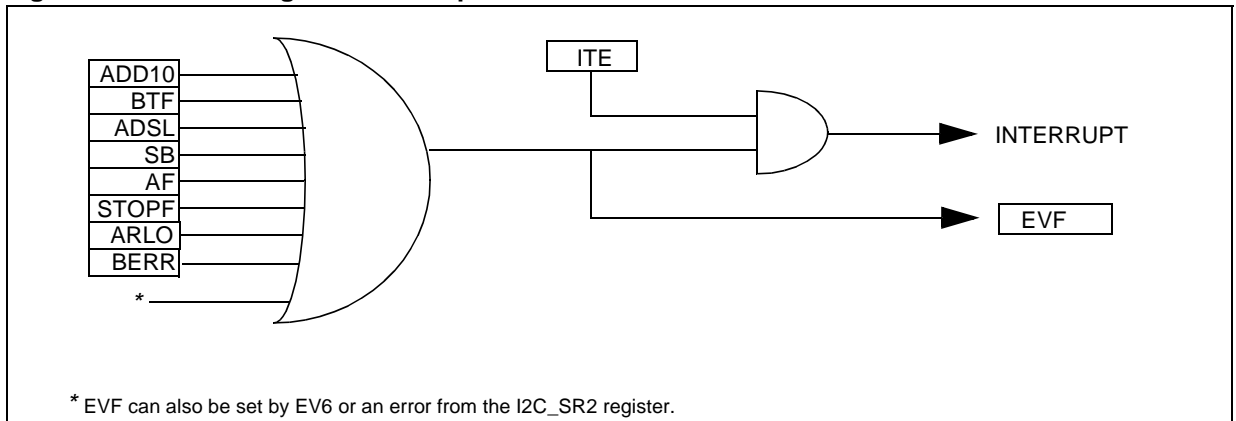 ITE
ADD10
BTF
ADSL
SB
AF
STOPF
ARLO
BERR
*
INTERRUPT
EVF
* EVF can also be set by EV6 or an error from the I2C_SR2 register.